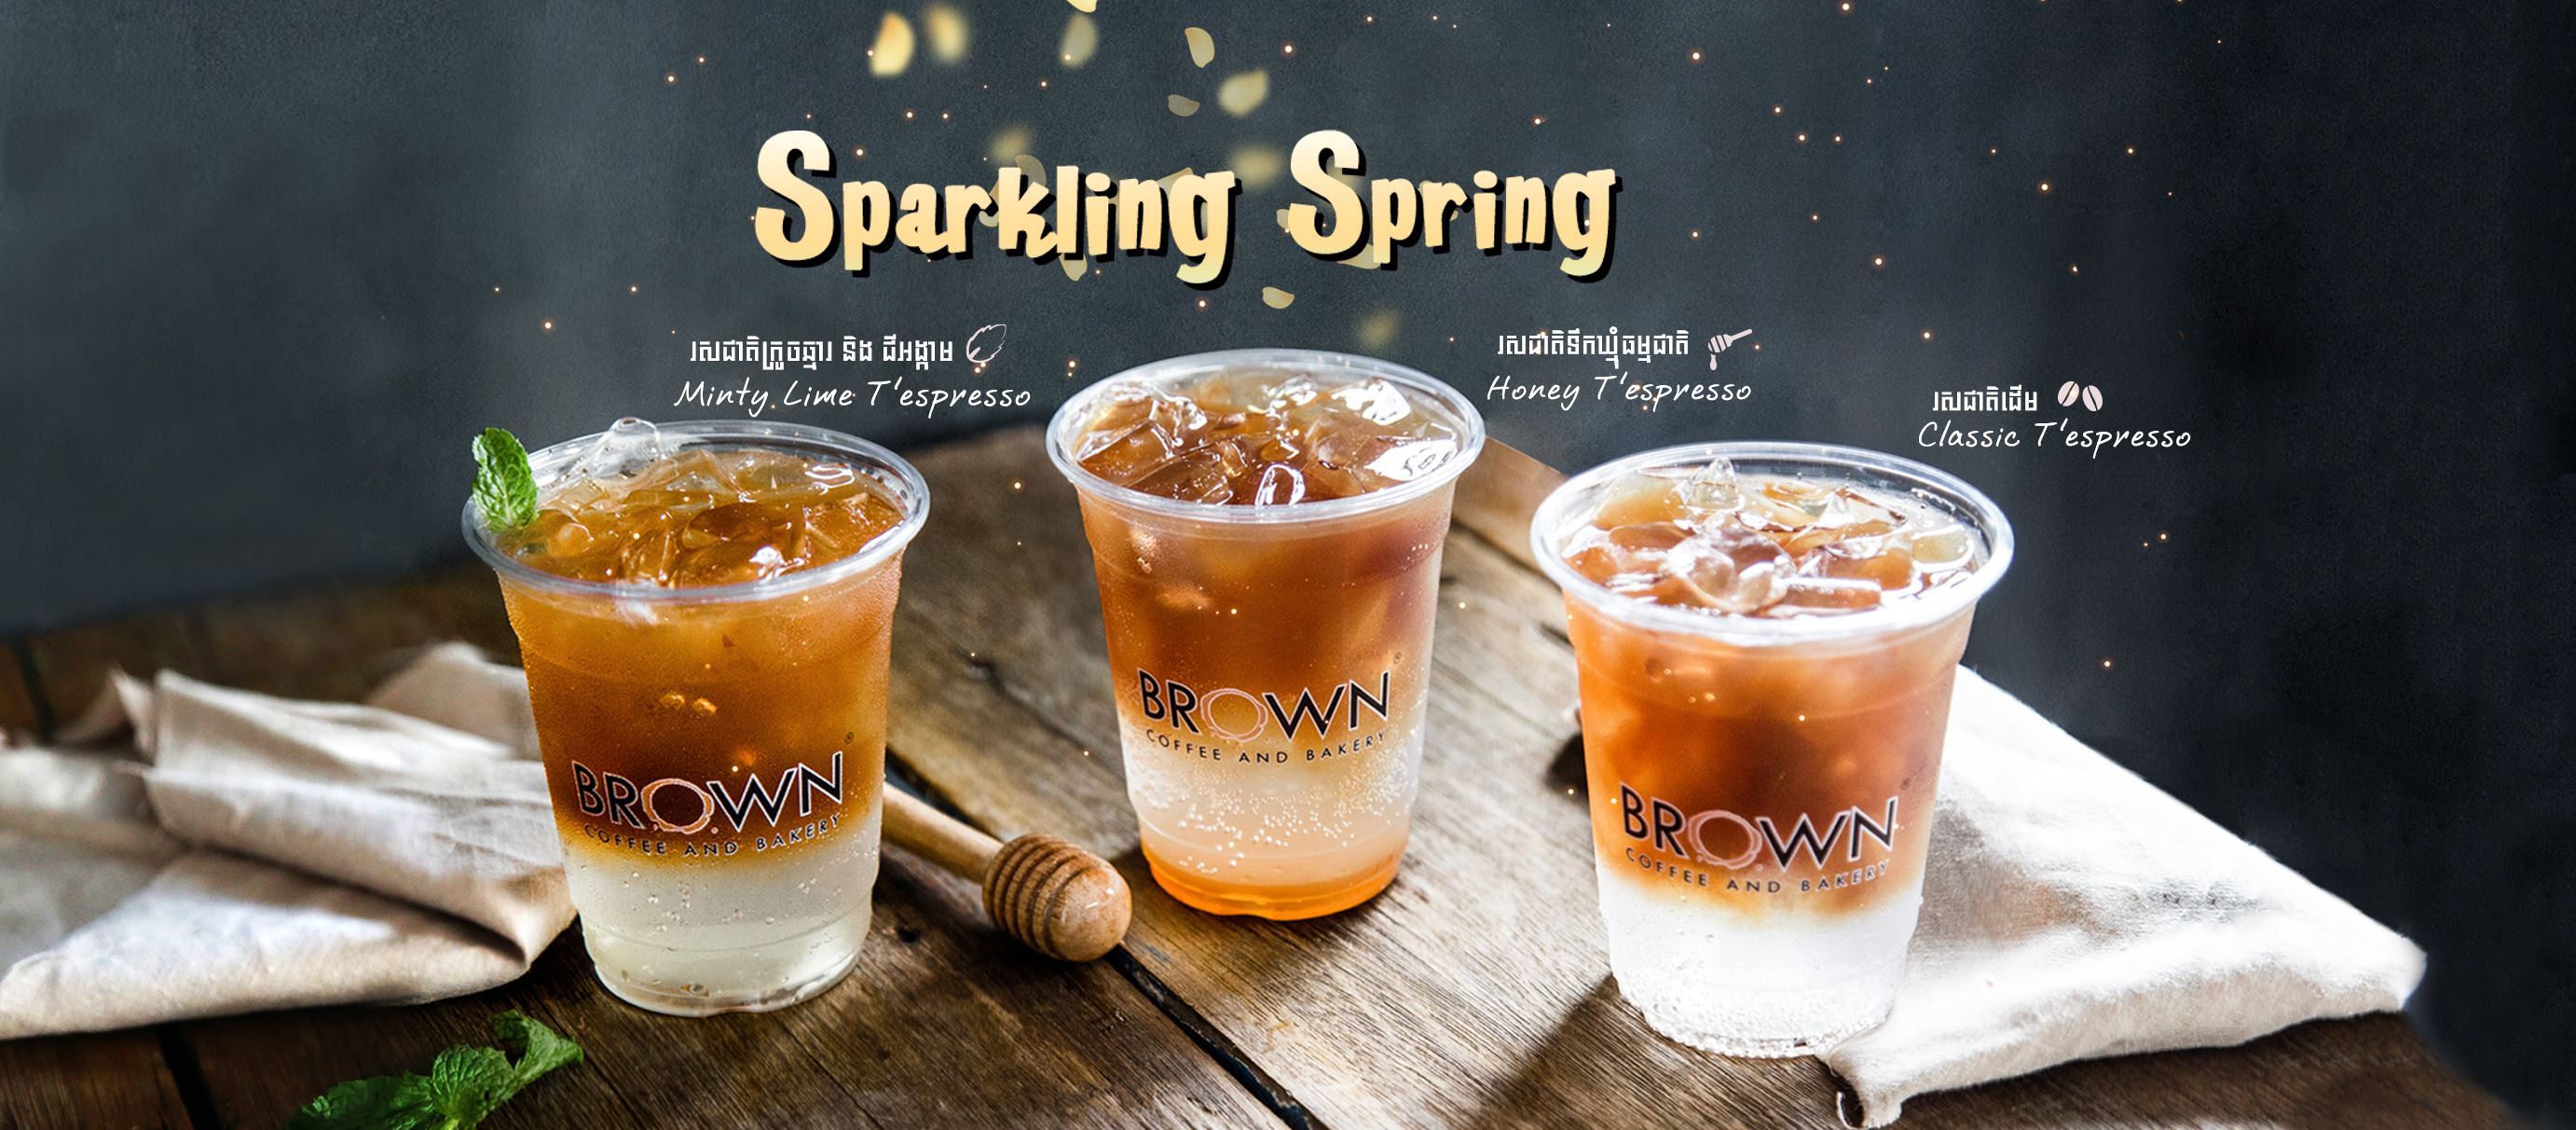 Sparkling Spring
រសជាតិក្រូចឆ្មារ និង ជីអង្កាម
Minty Lime T'espresso
រសជាតិទឹកឃ្មុំធម្មជាតិ
Honey T'espresso
រសជាតិដើម
Classic T'espresso
BROWN®
COFFEE AND BAKERY
BROWN®
COFFEE AND BAKERY
BROWN®
COFFEE AND BAKERY